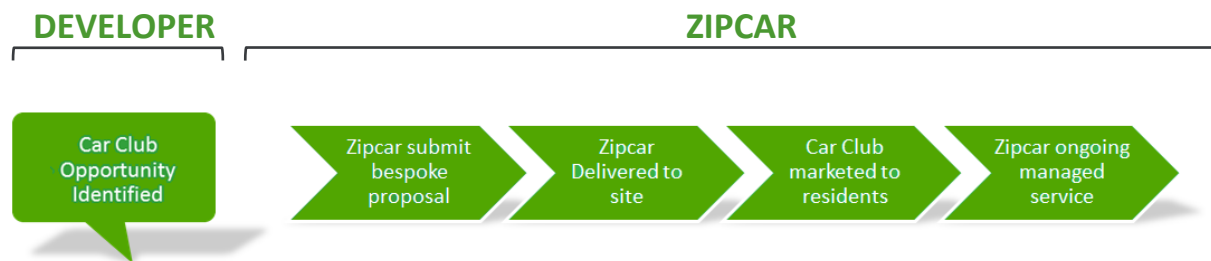 DEVELOPER
ZIPCAR
Car Club
Opportunity
Identified
Zipcar submit
bespoke
proposal
Zipcar
Delivered to
site
Car Club
marketed to
residents
Zipcar ongoing
managed
service